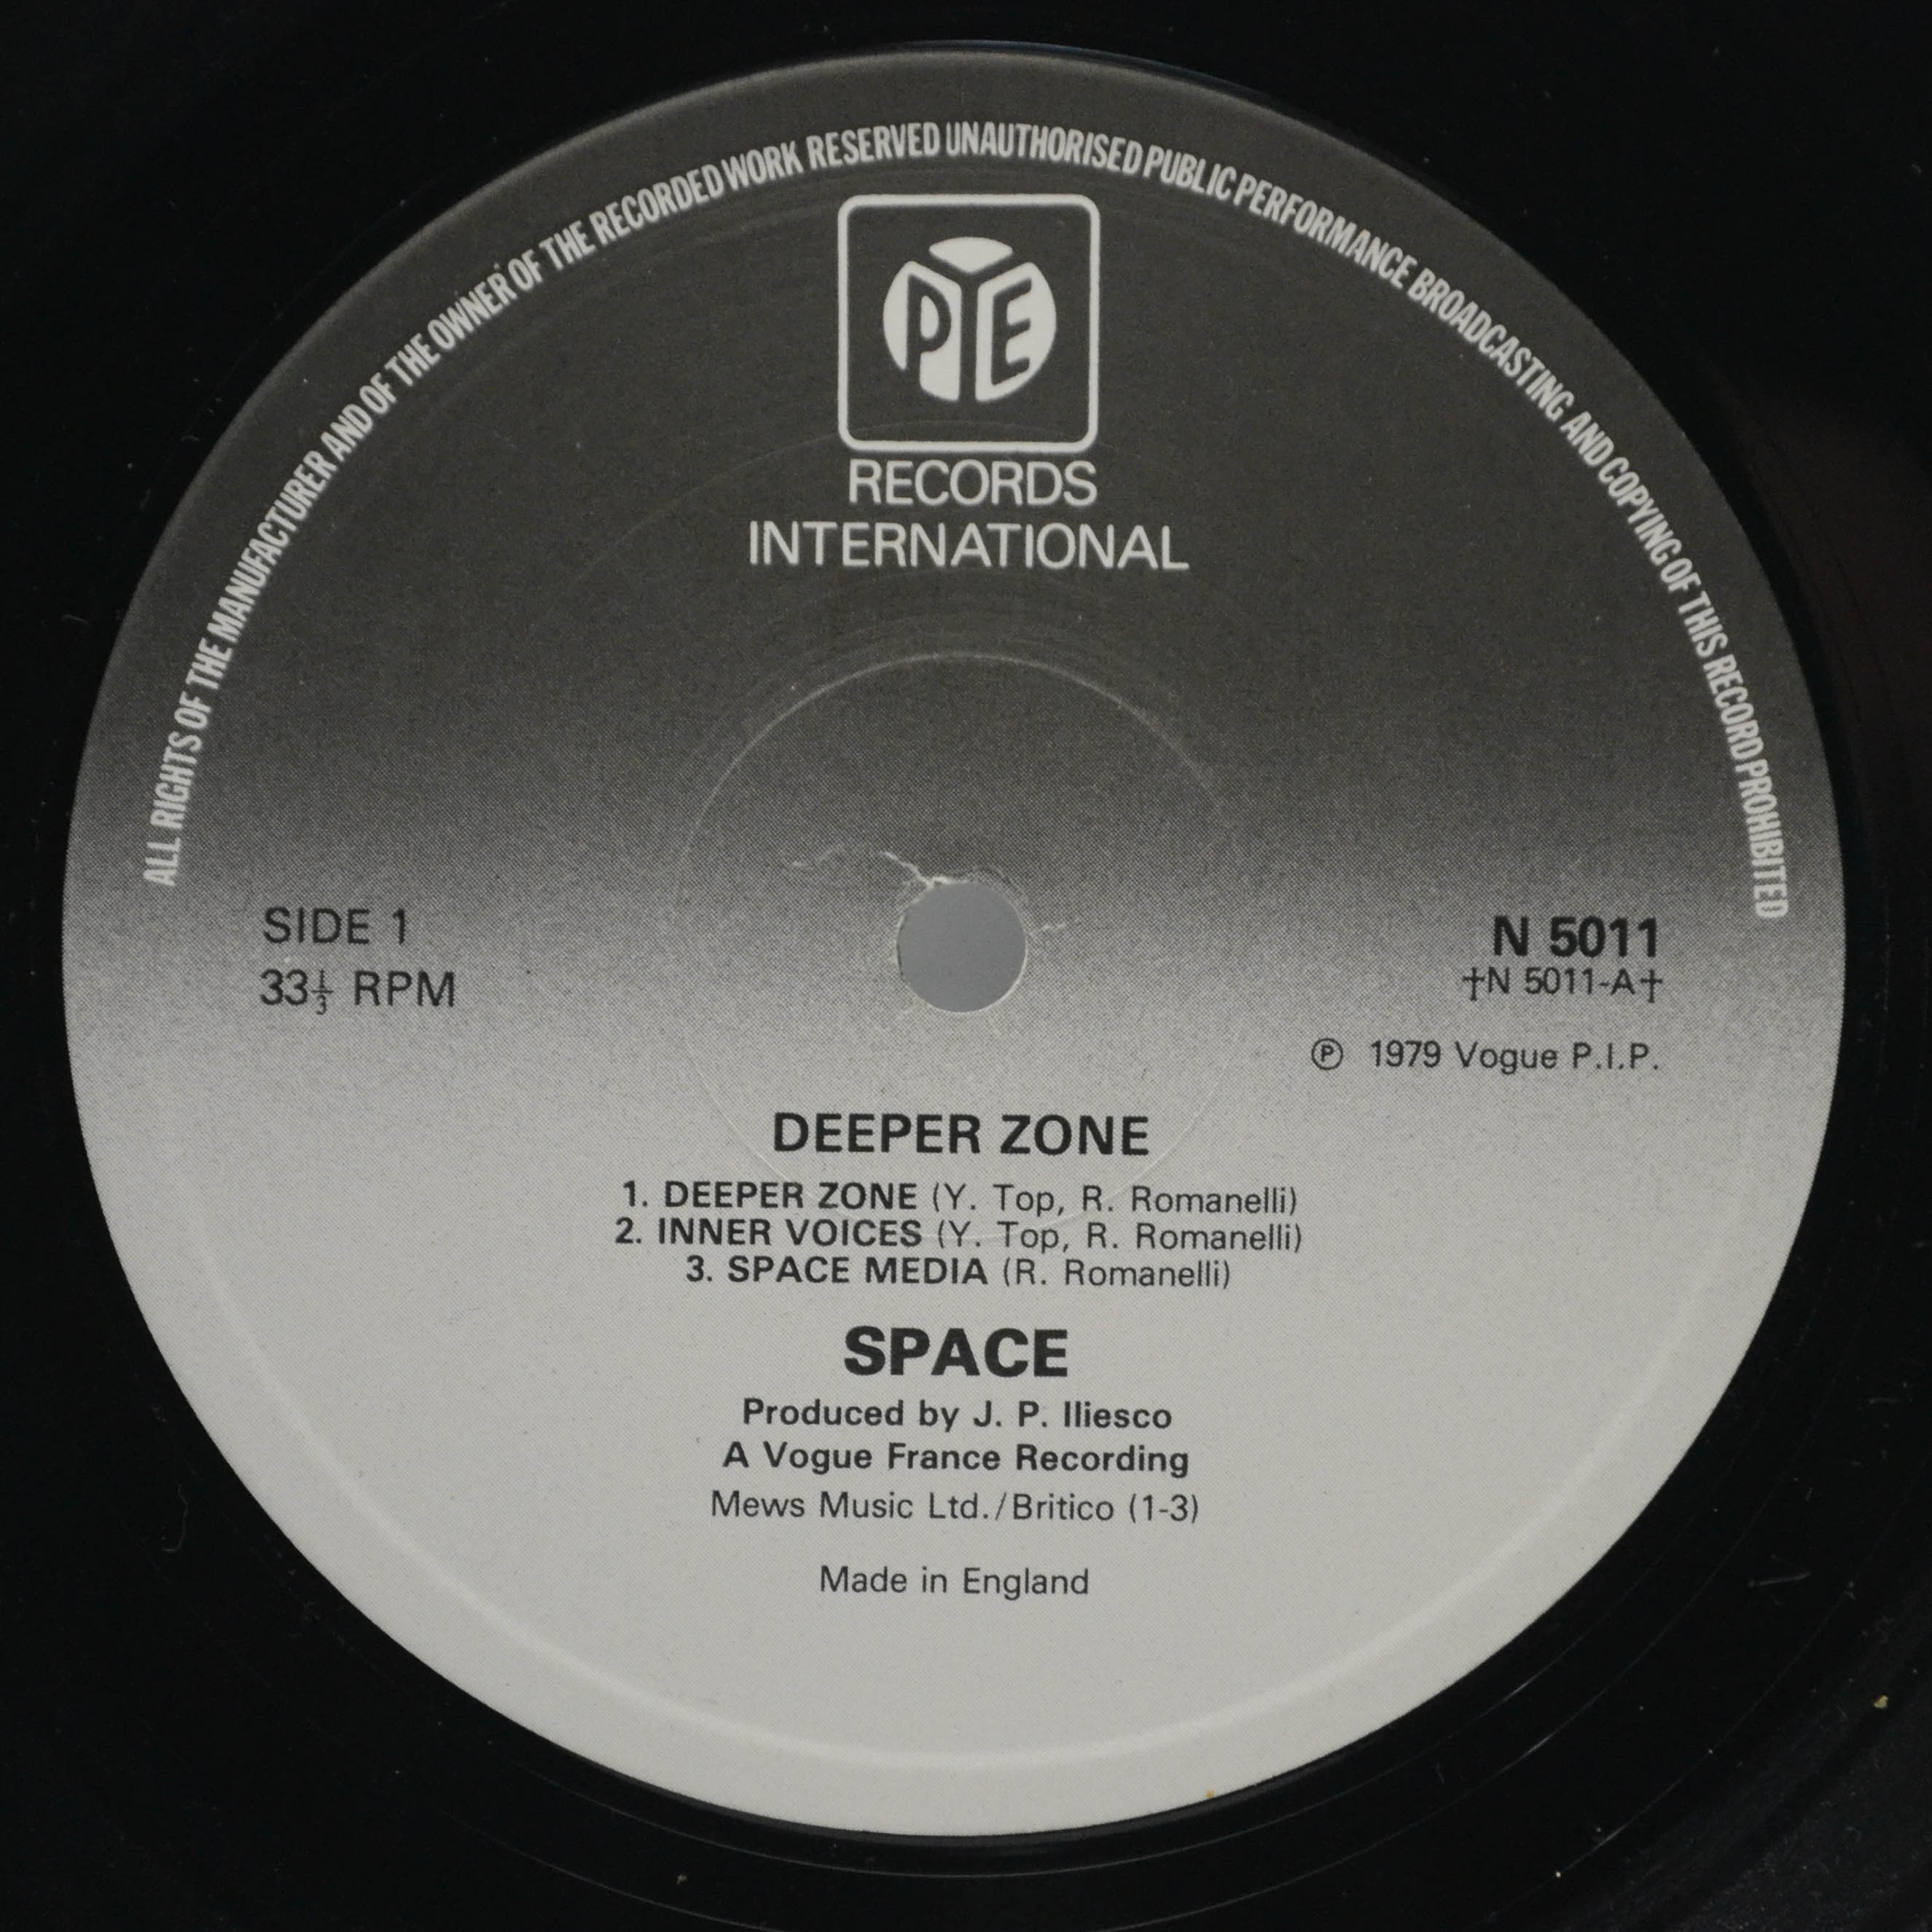 ALL RIGHTS OF THE MANUFACTURER AND OF THE OWNER OF THE RECORDED WORK RESERVED UNAUTHORISED PUBLIC PERFORMANCE BROADCASTING AND COPYING OF THIS RECORD PROHIBITED
PYE
RECORDS
INTERNATIONAL
SIDE 1
33⅓ RPM
N 5011
†N 5011-A†
Ⓟ 1979 Vogue P.I.P.
DEEPER ZONE
1. DEEPER ZONE (Y. Top, R. Romanelli)
2. INNER VOICES (Y. Top, R. Romanelli)
3. SPACE MEDIA (R. Romanelli)
SPACE
Produced by J. P. Iliesco
A Vogue France Recording
Mews Music Ltd./Britico (1-3)
Made in England